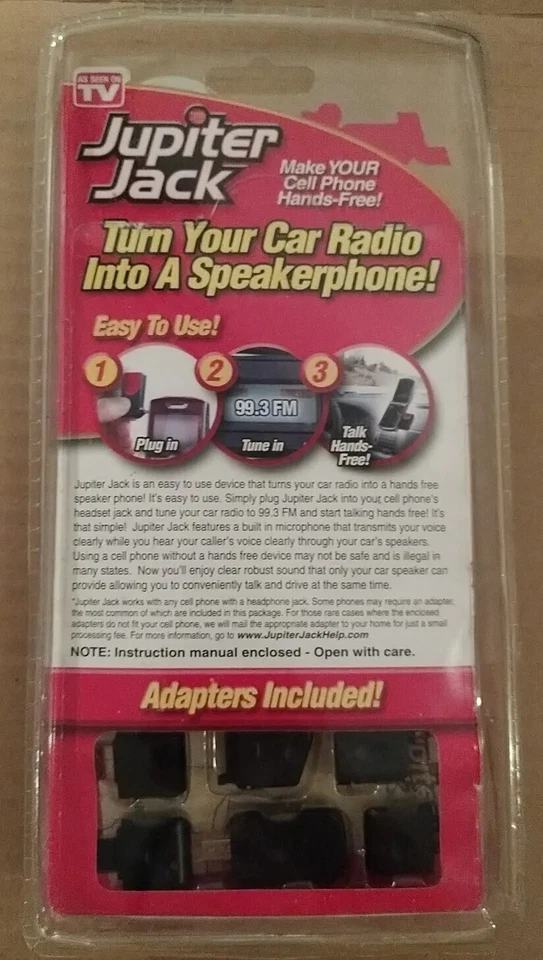 AS SEEN ON
TV
Jupiter
Jack
Make YOUR
Cell Phone
Hands-Free!
Turn Your Car Radio
Into A Speakerphone!
Easy To Use!
1
Plug in
2
99.3 FM
Tune in
3
Talk
Hands-
Free!
Jupiter Jack is an easy to use device that turns your car radio into a hands free
speaker phone! It's easy to use. Simply plug Jupiter Jack into your cell phone's
headset jack and tune your car radio to 99.3 FM and start talking hands free! It's
that simple! Jupiter Jack features a built in microphone that transmits your voice
clearly while you hear your caller's voice clearly through your car's speakers.
Using a cell phone without a hands free device may not be safe and is illegal in
many states. Now you'll enjoy clear robust sound that only your car speaker can
provide allowing you to conveniently talk and drive at the same time.
*Jupiter Jack works with any cell phone with a headphone jack. Some phones may require an adapter,
the most common of which are included in this package. For those rare cases where the enclosed
adapters do not fit your cell phone, we will mail the appropriate adapter to your home for just a small
processing fee. For more information, go to www.JupiterJackHelp.com
NOTE: Instruction manual enclosed - Open with care.
Adapters Included!